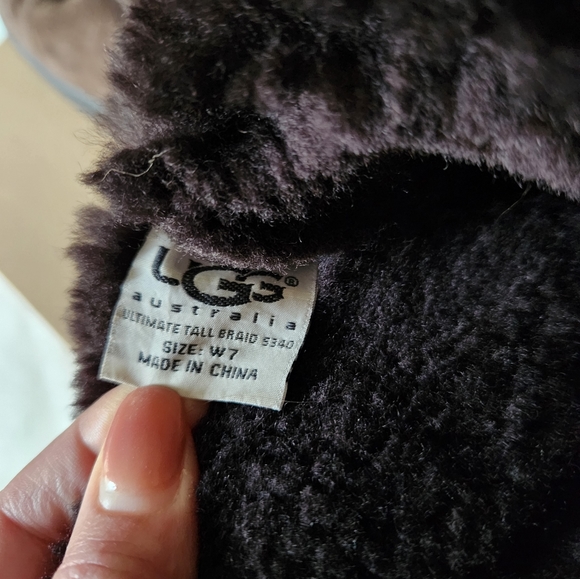 UGG®
australia
ULTIMATE TALL BRAID 5340
SIZE: W7
MADE IN CHINA